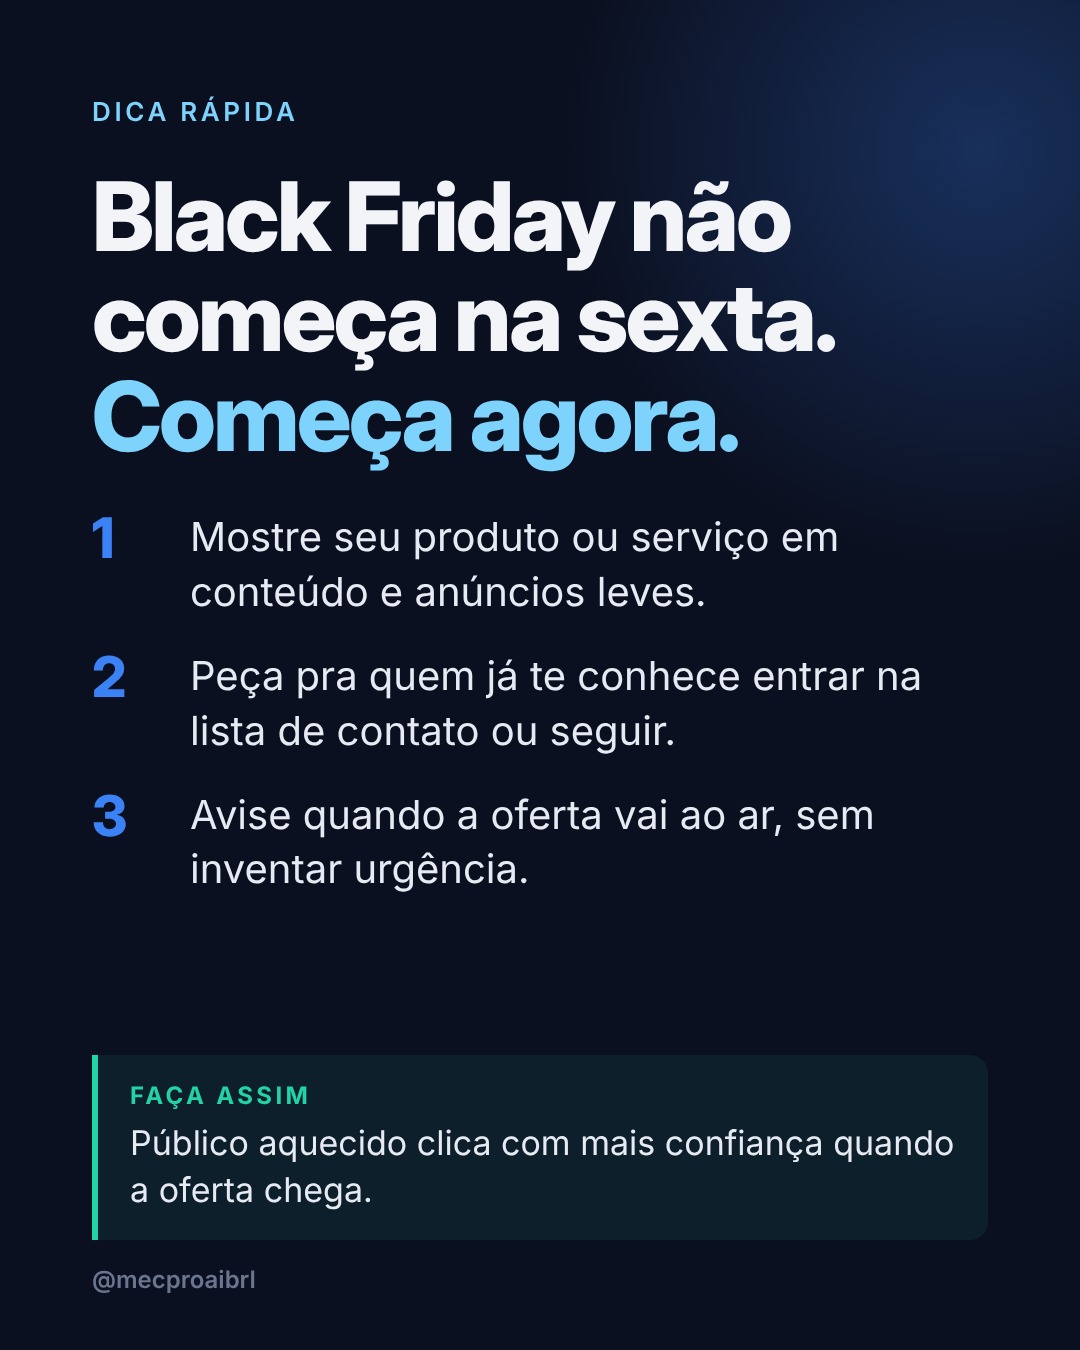 DICA RÁPIDA
Black Friday não
começa na sexta.
Começa agora.
1 Mostre seu produto ou serviço em
conteúdo e anúncios leves.
2 Peça pra quem já te conhece entrar na
lista de contato ou seguir.
3 Avise quando a oferta vai ao ar, sem
inventar urgência.
FAÇA ASSIM
Público aquecido clica com mais confiança quando
a oferta chega.
@mecproaibrl